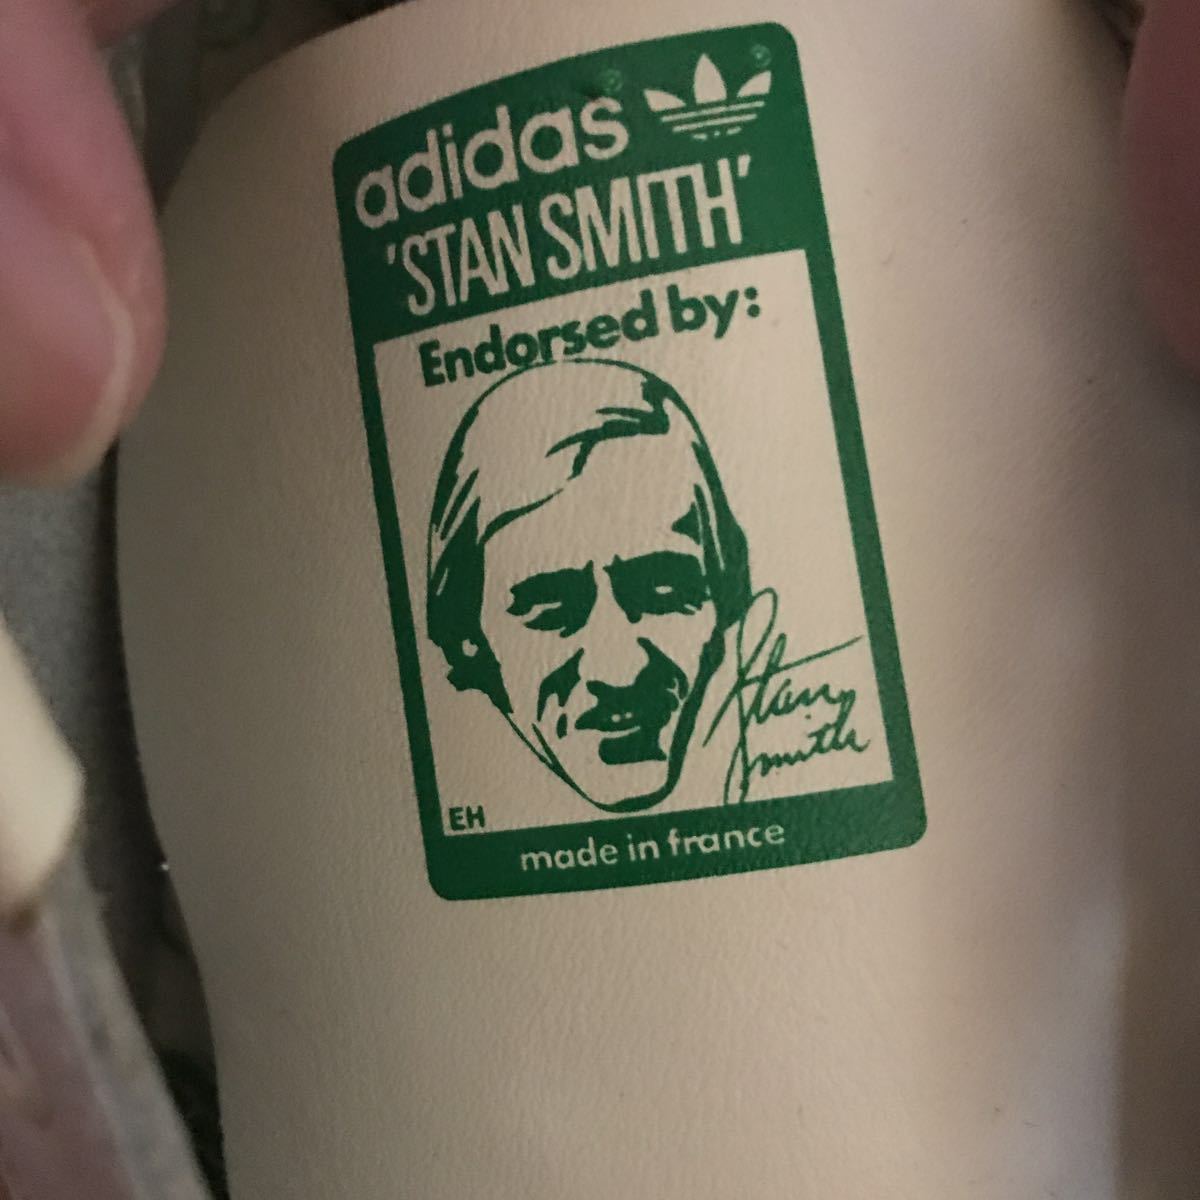 adidas®
®
'STAN SMITH'
Endorsed by:
Stan
Smith
EH
made in france